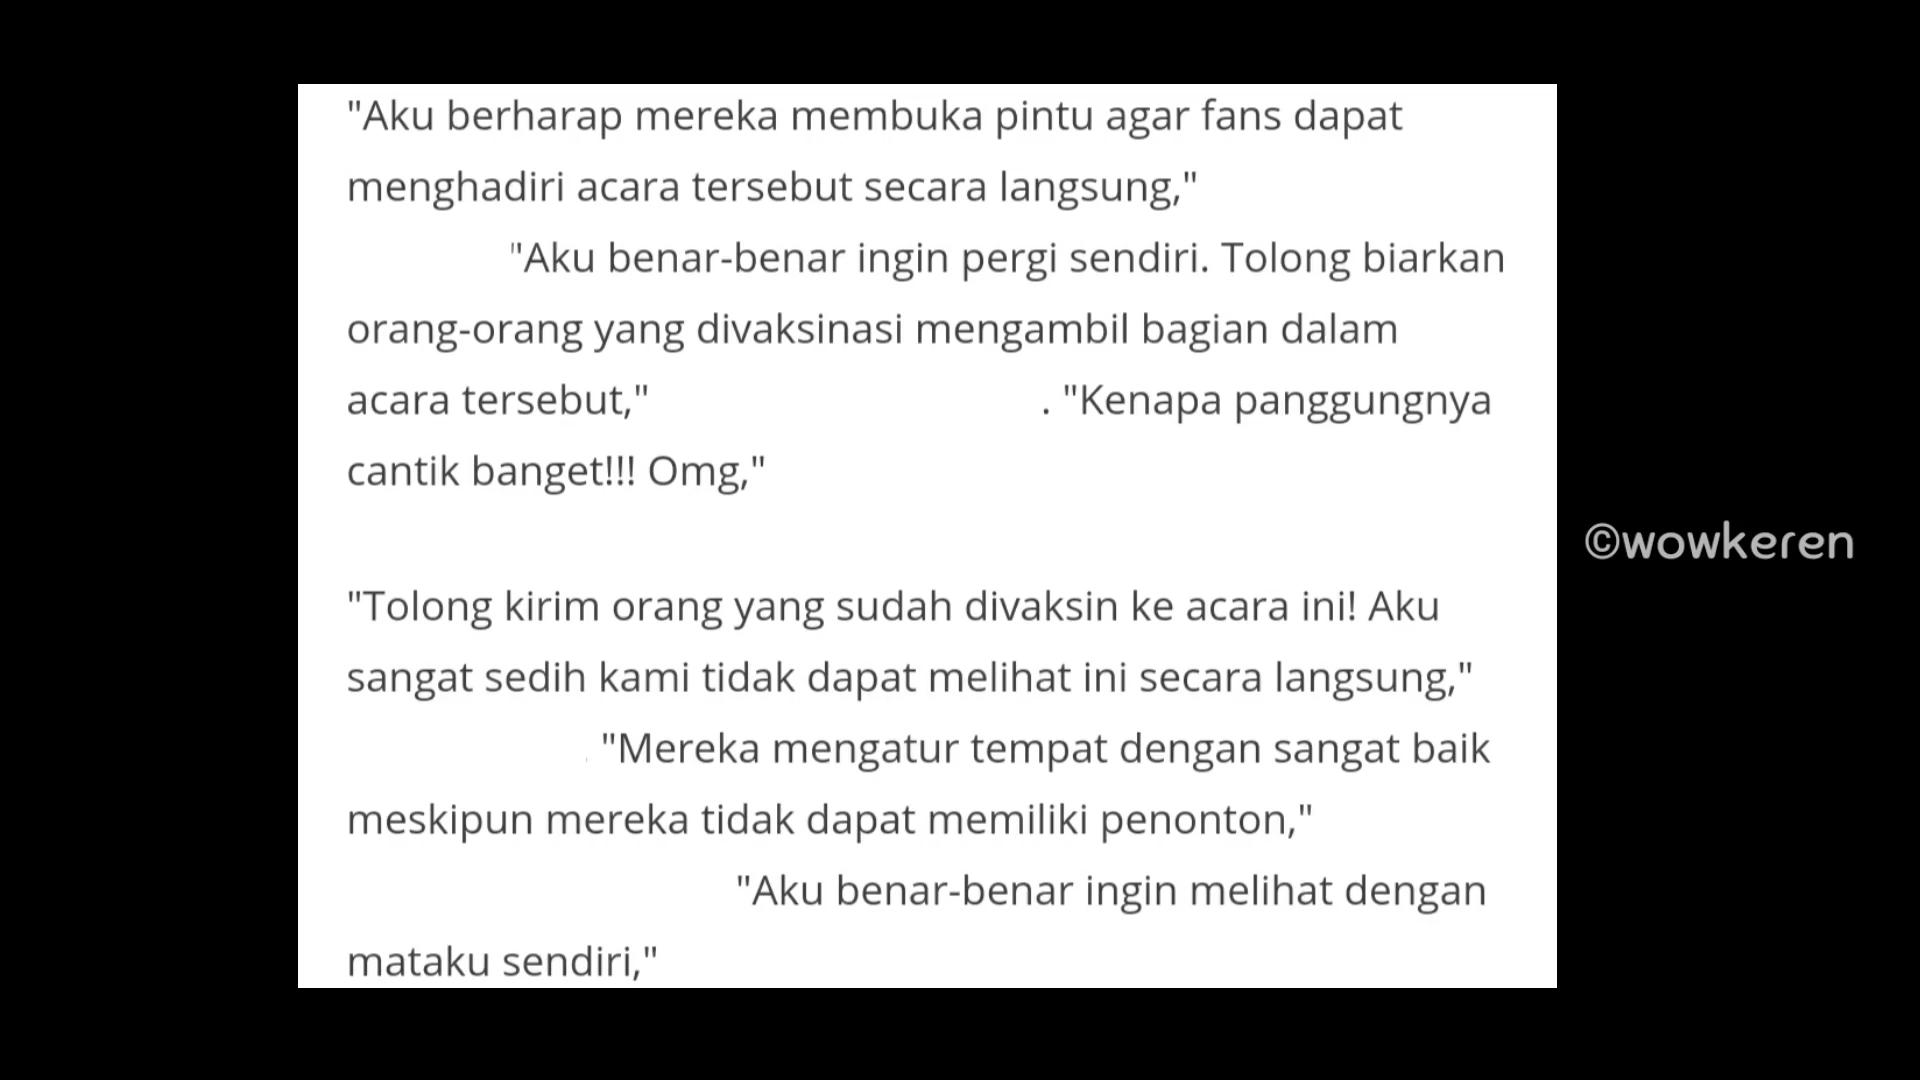 "Aku berharap mereka membuka pintu agar fans dapat
menghadiri acara tersebut secara langsung,"
"Aku benar-benar ingin pergi sendiri. Tolong biarkan
orang-orang yang divaksinasi mengambil bagian dalam
acara tersebut," . "Kenapa panggungnya
cantik banget!!! Omg,"
"Tolong kirim orang yang sudah divaksin ke acara ini! Aku
sangat sedih kami tidak dapat melihat ini secara langsung,"
"Mereka mengatur tempat dengan sangat baik
meskipun mereka tidak dapat memiliki penonton,"
"Aku benar-benar ingin melihat dengan
mataku sendiri,"
©wowkeren